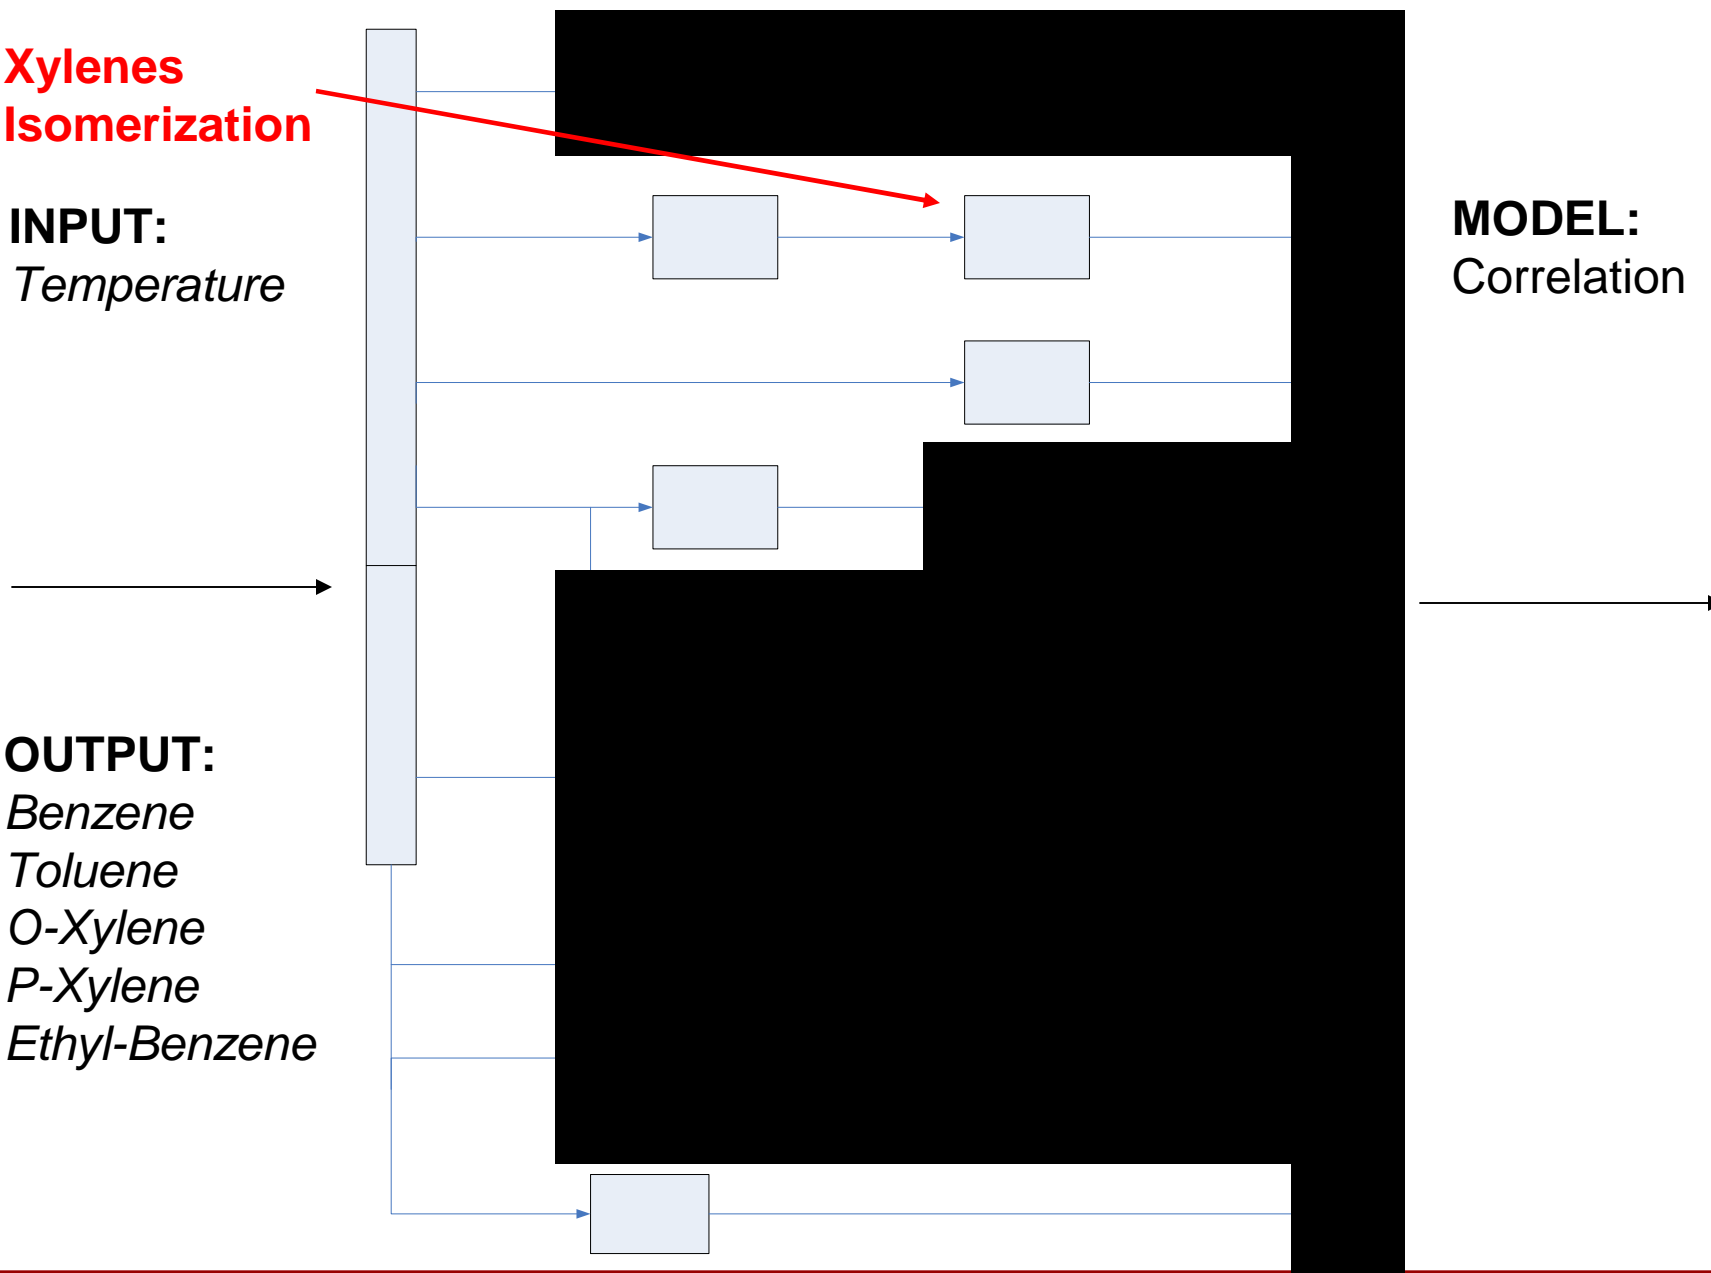 Xylenes
Isomerization
INPUT:
Temperature
MODEL:
Correlation
OUTPUT:
Benzene
Toluene
O-Xylene
P-Xylene
Ethyl-Benzene